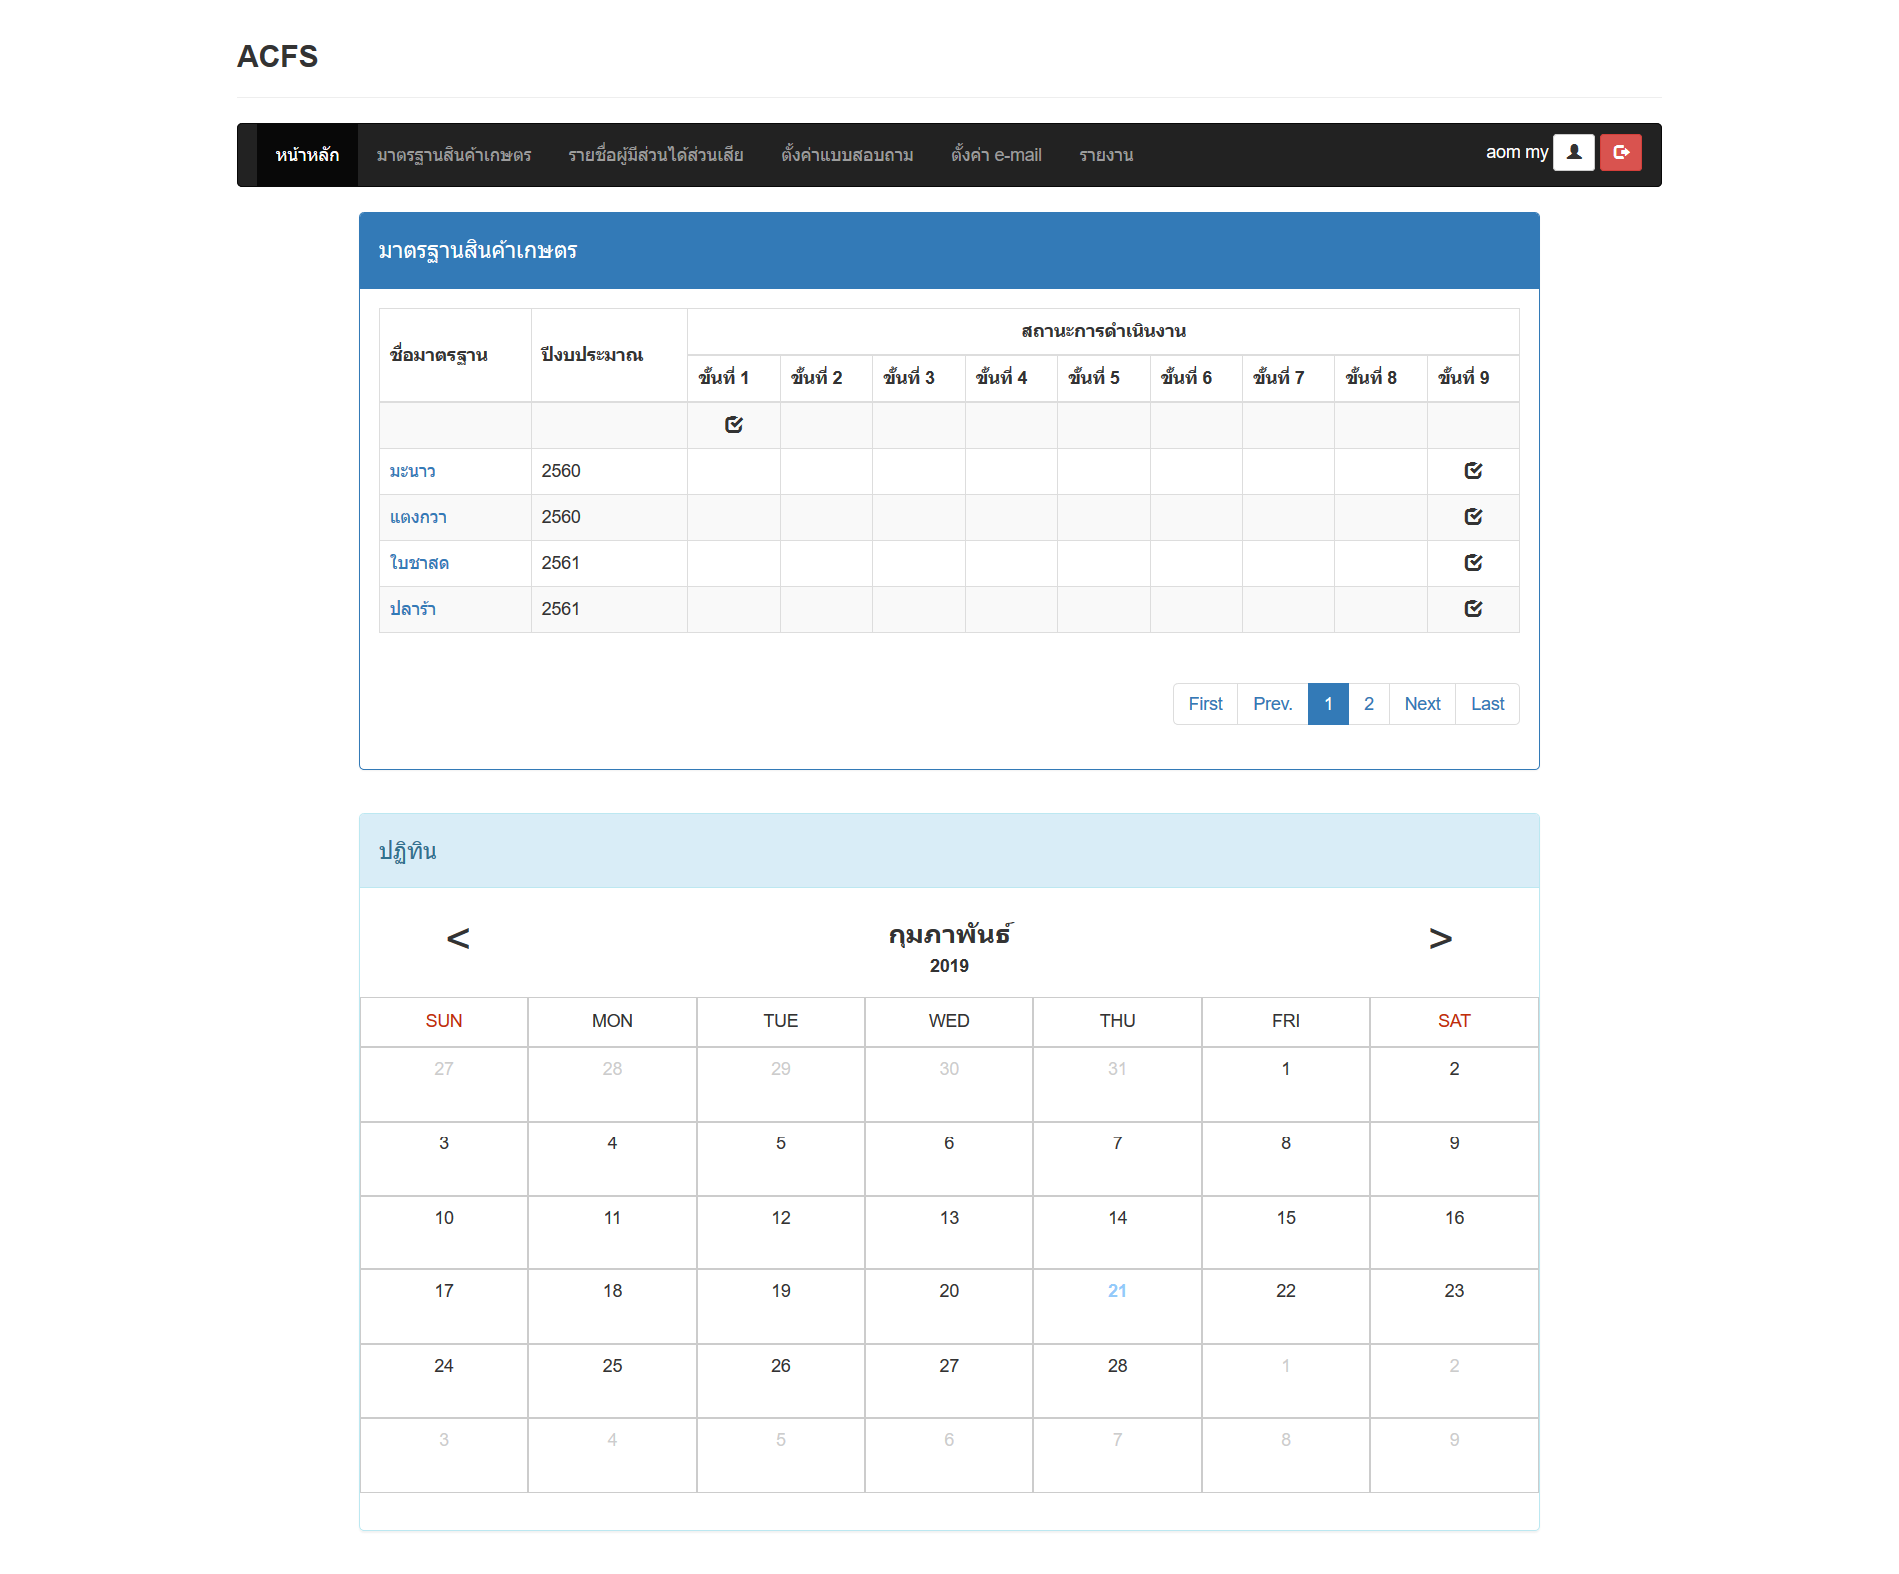 ACFS
หน้าหลัก มาตรฐานสินค้าเกษตร รายชื่อผู้มีส่วนได้ส่วนเสีย ตั้งค่าแบบสอบถาม ตั้งค่า e-mail รายงาน aom my
มาตรฐานสินค้าเกษตร
ชื่อมาตรฐาน ปีงบประมาณ สถานะการดำเนินงาน
ขั้นที่ 1 ขั้นที่ 2 ขั้นที่ 3 ขั้นที่ 4 ขั้นที่ 5 ขั้นที่ 6 ขั้นที่ 7 ขั้นที่ 8 ขั้นที่ 9
มะนาว 2560
แตงกวา 2560
ใบชาสด 2561
ปลาร้า 2561
First Prev. 1 2 Next Last
ปฏิทิน
< กุมภาพันธ์ >
2019
SUN MON TUE WED THU FRI SAT
27 28 29 30 31 1 2
3 4 5 6 7 8 9
10 11 12 13 14 15 16
17 18 19 20 21 22 23
24 25 26 27 28 1 2
3 4 5 6 7 8 9